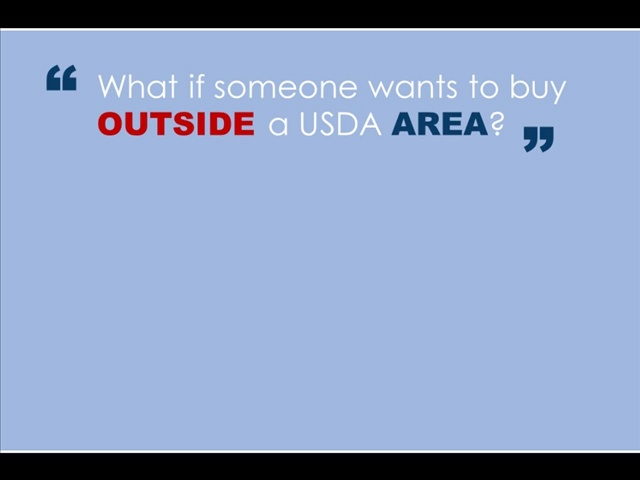 “ What if someone wants to buy
OUTSIDE a USDA AREA? ”